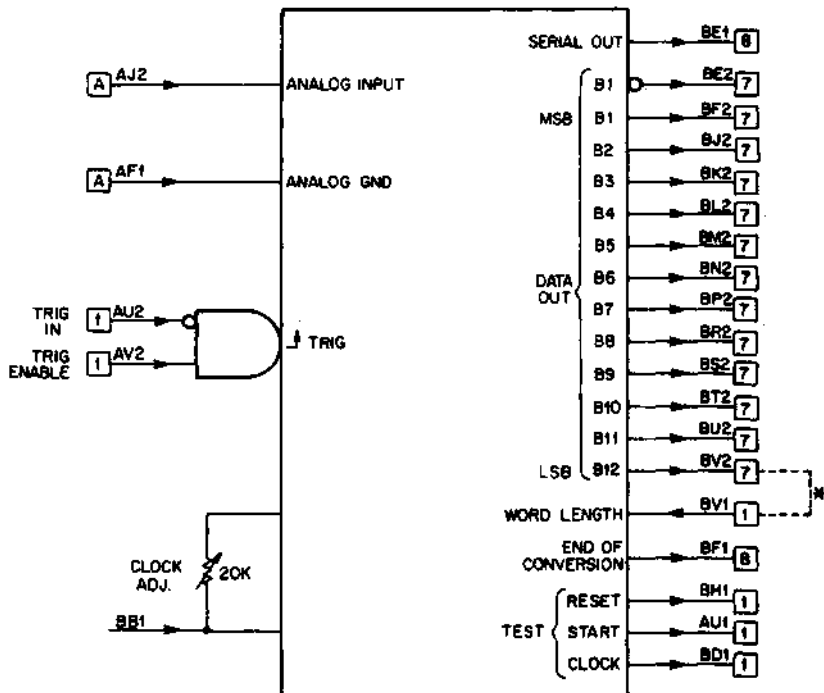 SERIAL OUT BE1 8
A AJ2 ANALOG INPUT B1 BE2 7
MSB B1 BF2 7
B2 BJ2 7
A AF1 ANALOG GND B3 BK2 7
B4 BL2 7
B5 BM2 7
DATA OUT
B6 BN2 7
B7 BP2 7
TRIG IN 1 AU2
TRIG
B8 BR2 7
TRIG ENABLE 1 AV2
B9 BS2 7
B10 BT2 7
B11 BU2 7
LSB B12 BV2 7
*
WORD LENGTH BV1 1
END OF
CONVERSION BF1 8
CLOCK
ADJ. 20K
TEST
RESET BH1 1
BB1
START AU1 1
CLOCK BD1 1